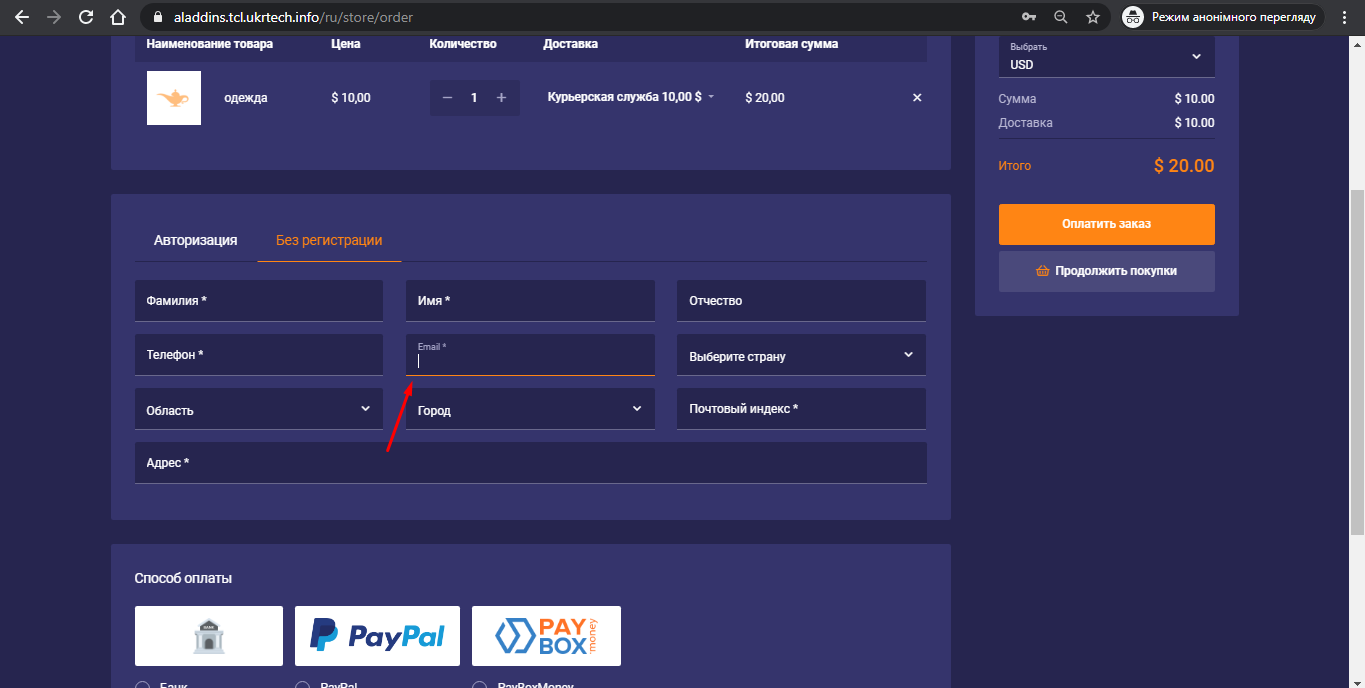 aladdins.tcl.ukrtech.info/ru/store/order
Режим анонімного перегляду
Наименование товара Цена Количество Доставка Итоговая сумма
одежда $ 10,00 − 1 + Курьерская служба 10,00 $ $ 20,00 ×
Выбрать
USD
Сумма $ 10.00
Доставка $ 10.00
Итого $ 20.00
Оплатить заказ
Продолжить покупки
Авторизация Без регистрации
Фамилия * Имя * Отчество
Телефон * Email * Выберите страну
Область Город Почтовый индекс *
Адрес *
Способ оплаты
BANK
PayPal
PAY
BOX
money
Банк PayPal PayBoxMoney